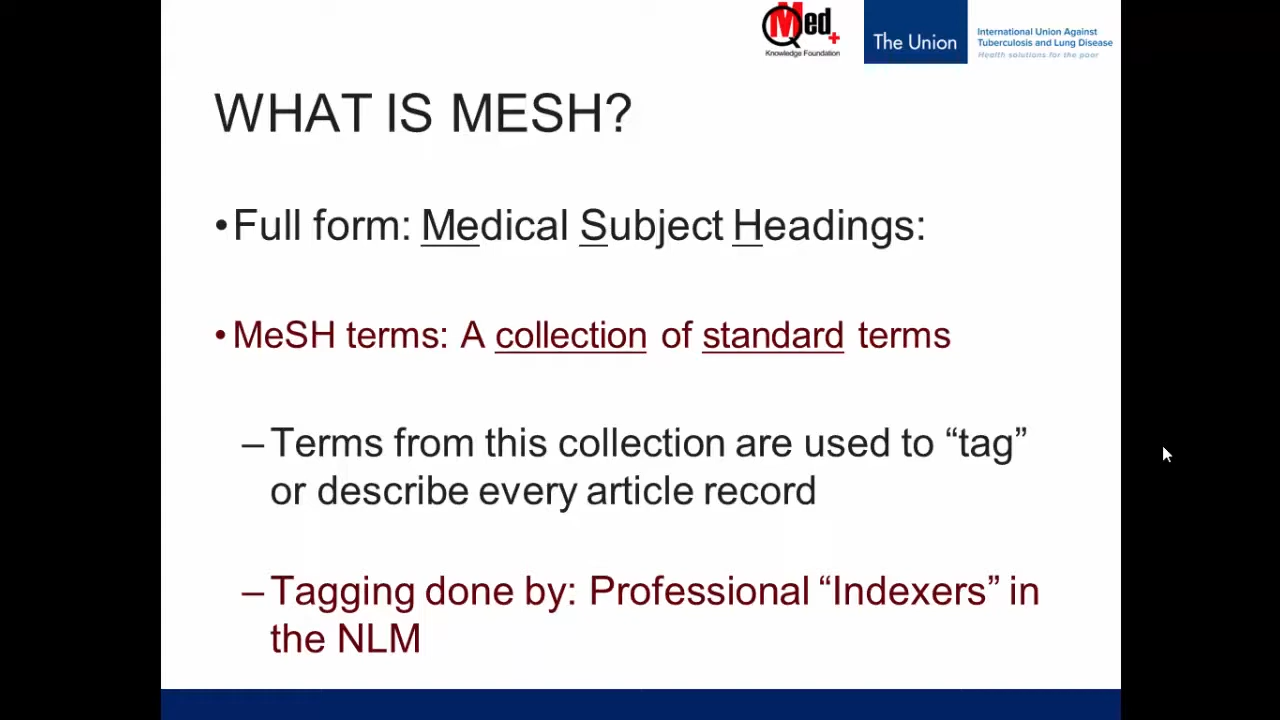 QMed+
Knowledge Foundation
The Union
International Union Against
Tuberculosis and Lung Disease
Health solutions for the poor
WHAT IS MESH?
•Full form: Medical Subject Headings:
•MeSH terms: A collection of standard terms
–Terms from this collection are used to “tag”
or describe every article record
–Tagging done by: Professional “Indexers” in
the NLM